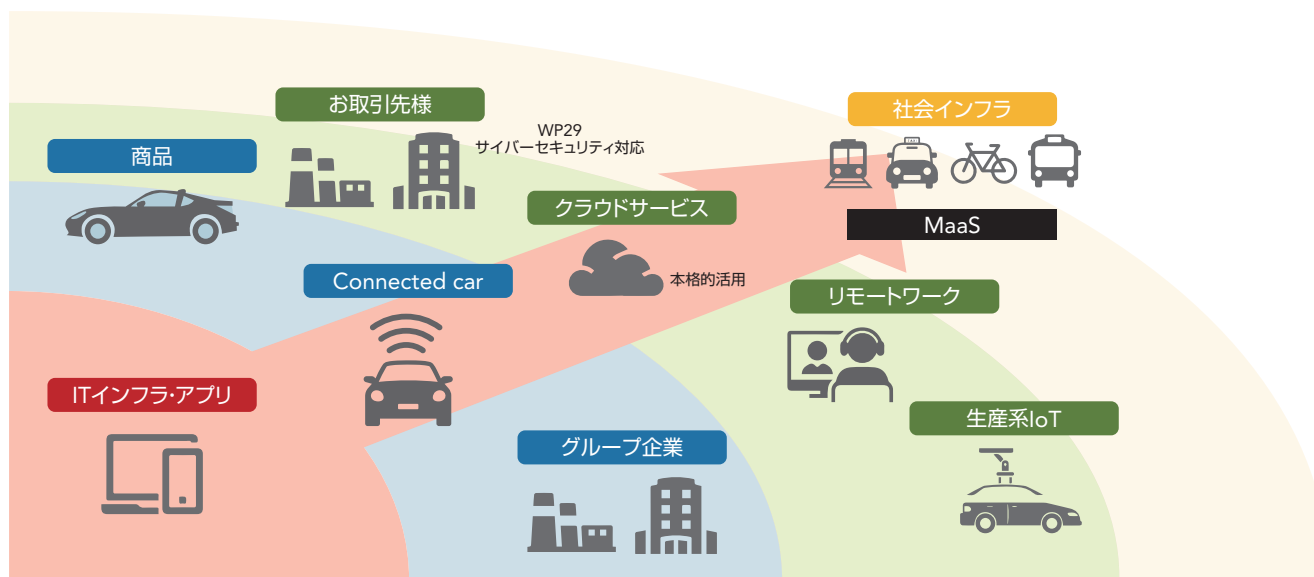 お取引先様
WP29
サイバーセキュリティ対応
社会インフラ
TAXI
商品
クラウドサービス
MaaS
Connected car
本格的活用
リモートワーク
ITインフラ・アプリ
生産系IoT
グループ企業